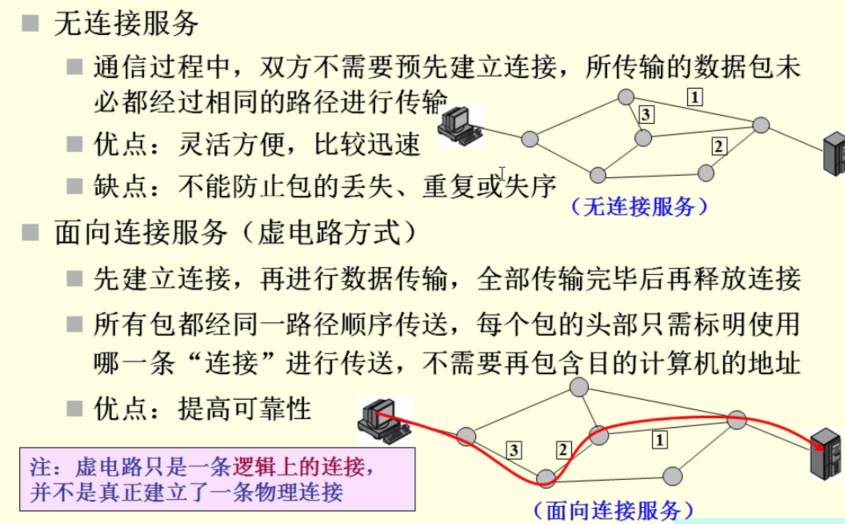 无连接服务
通信过程中，双方不需要预先建立连接，所传输的数据包未
必都经过相同的路径进行传输
优点：灵活方便，比较迅速
缺点：不能防止包的丢失、重复或失序
1
3
2
（无连接服务）
面向连接服务（虚电路方式）
先建立连接，再进行数据传输，全部传输完毕后再释放连接
所有包都经同一路径顺序传送，每个包的头部只需标明使用
哪一条“连接”进行传送，不需要再包含目的计算机的地址
优点：提高可靠性
3
2
1
注：虚电路只是一条逻辑上的连接，
并不是真正建立了一条物理连接
（面向连接服务）